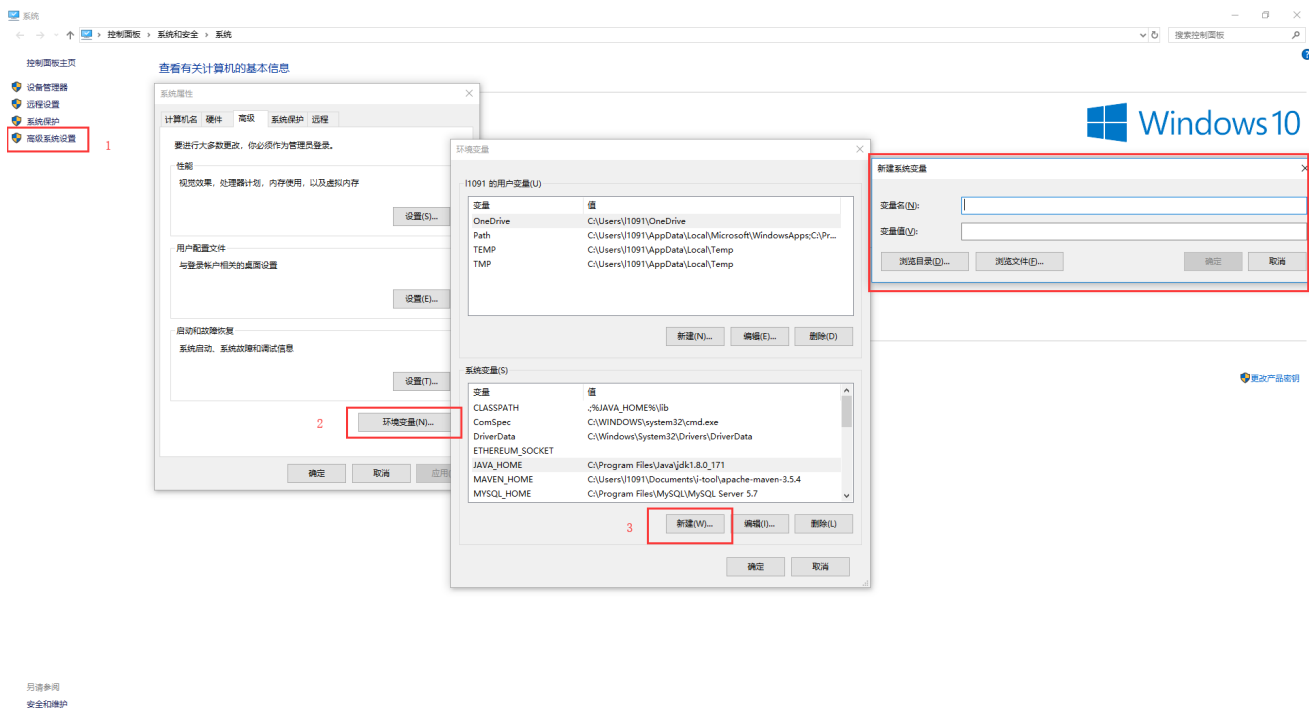 系统
控制面板 › 系统和安全 › 系统
搜索控制面板
控制面板主页
设备管理器
远程设置
系统保护
高级系统设置
1
查看有关计算机的基本信息
Windows 10
系统属性
计算机名 硬件 高级 系统保护 远程
要进行大多数更改，你必须作为管理员登录。
性能
视觉效果，处理器计划，内存使用，以及虚拟内存
设置(S)...
用户配置文件
与登录帐户相关的桌面设置
设置(E)...
启动和故障恢复
系统启动、系统故障和调试信息
设置(T)...
2
环境变量(N)...
确定 取消
环境变量
l1091 的用户变量(U)
变量 值
OneDrive C:\Users\l1091\OneDrive
Path C:\Users\l1091\AppData\Local\Microsoft\WindowsApps;C:\Pr...
TEMP C:\Users\l1091\AppData\Local\Temp
TMP C:\Users\l1091\AppData\Local\Temp
新建(N)... 编辑(E)... 删除(D)
系统变量(S)
变量 值
CLASSPATH .;%JAVA_HOME%\lib
ComSpec C:\WINDOWS\system32\cmd.exe
DriverData C:\Windows\System32\Drivers\DriverData
ETHEREUM_SOCKET
JAVA_HOME C:\Program Files\Java\jdk1.8.0_171
MAVEN_HOME C:\Users\l1091\Documents\i-tool\apache-maven-3.5.4
MYSQL_HOME C:\Program Files\MySQL\MySQL Server 5.7
3
新建(W)... 编辑(I)... 删除(L)
确定 取消
新建系统变量
变量名(N):
变量值(V):
浏览目录(D)... 浏览文件(F)... 确定 取消
更改产品密钥
另请参阅
安全和维护